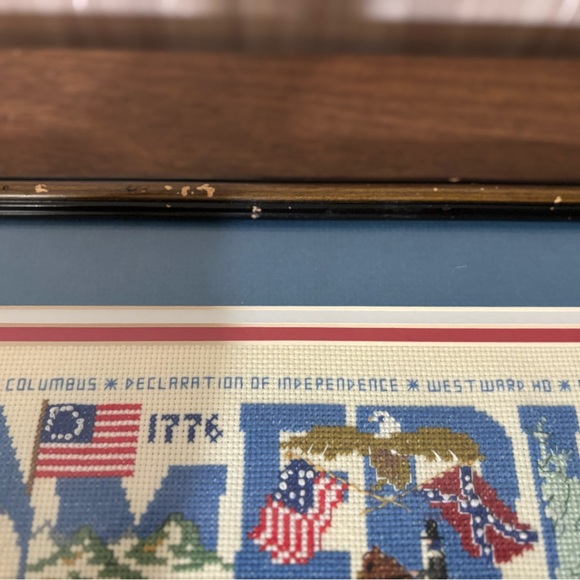 COLUMBUS * DECLARATION OF INDEPENDENCE * WESTWARD HO *
1776